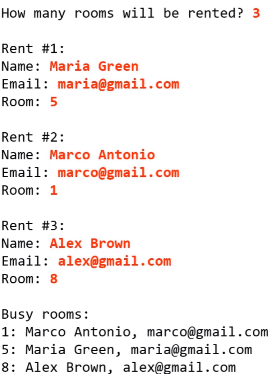 How many rooms will be rented? 3
Rent #1:
Name: Maria Green
Email: maria@gmail.com
Room: 5
Rent #2:
Name: Marco Antonio
Email: marco@gmail.com
Room: 1
Rent #3:
Name: Alex Brown
Email: alex@gmail.com
Room: 8
Busy rooms:
1: Marco Antonio, marco@gmail.com
5: Maria Green, maria@gmail.com
8: Alex Brown, alex@gmail.com